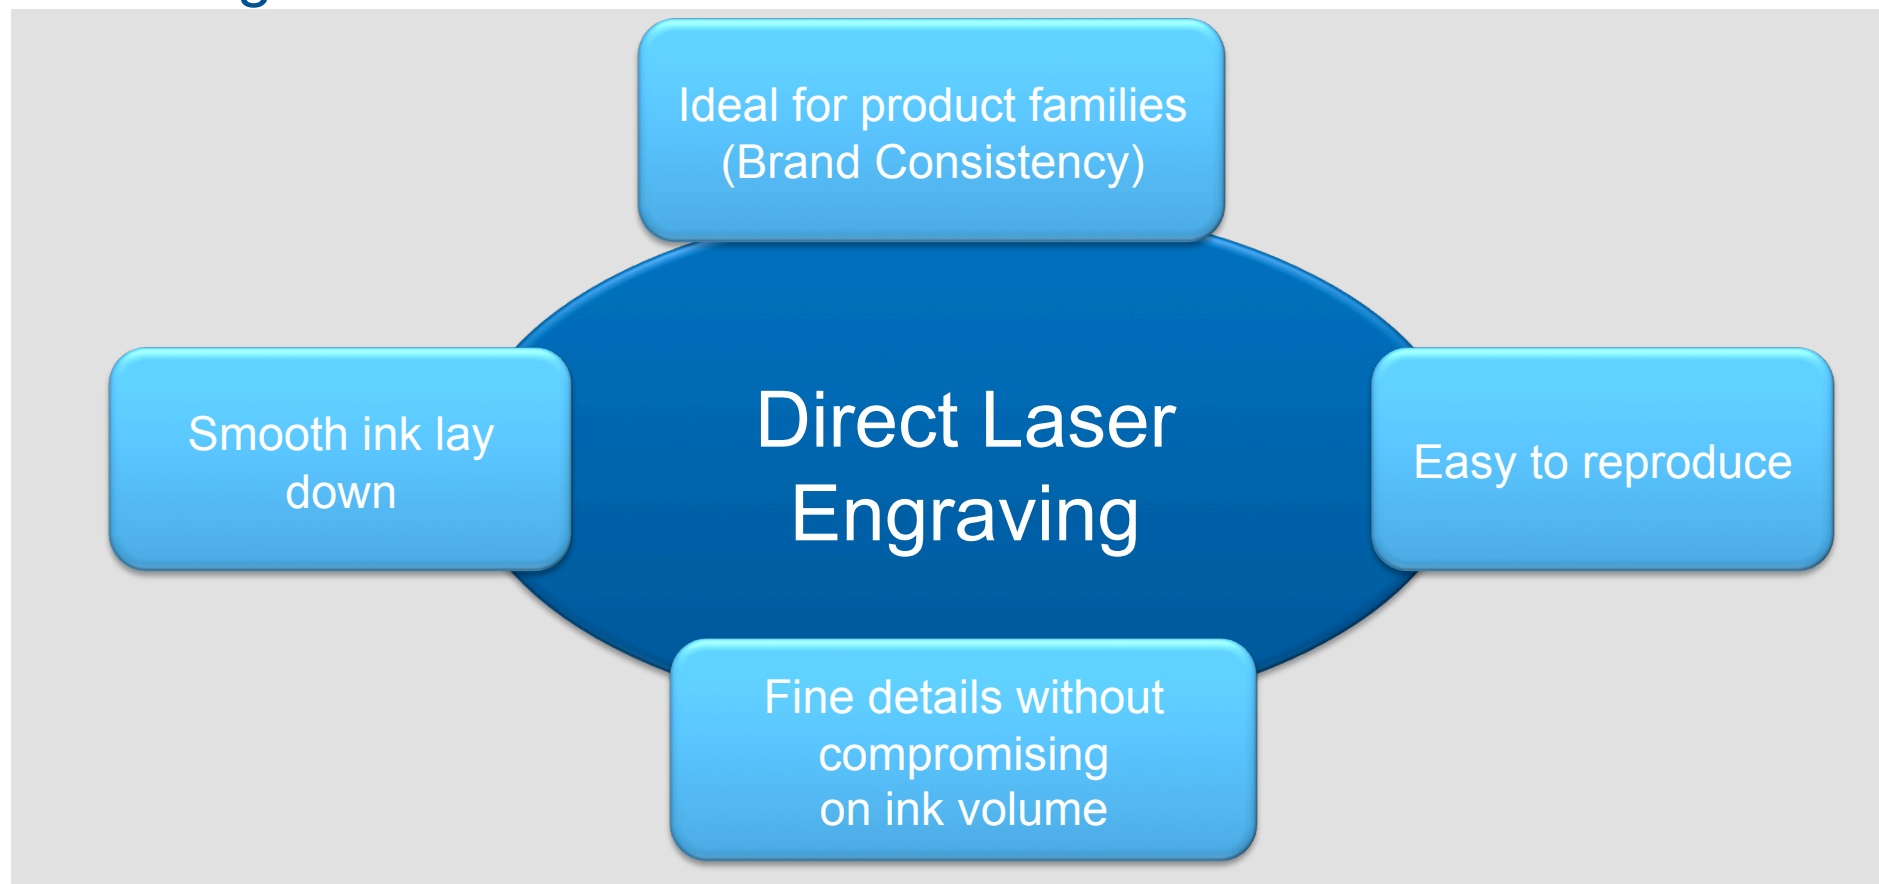 Ideal for product families
(Brand Consistency)
Smooth ink lay
down
Direct Laser
Engraving
Easy to reproduce
Fine details without
compromising
on ink volume